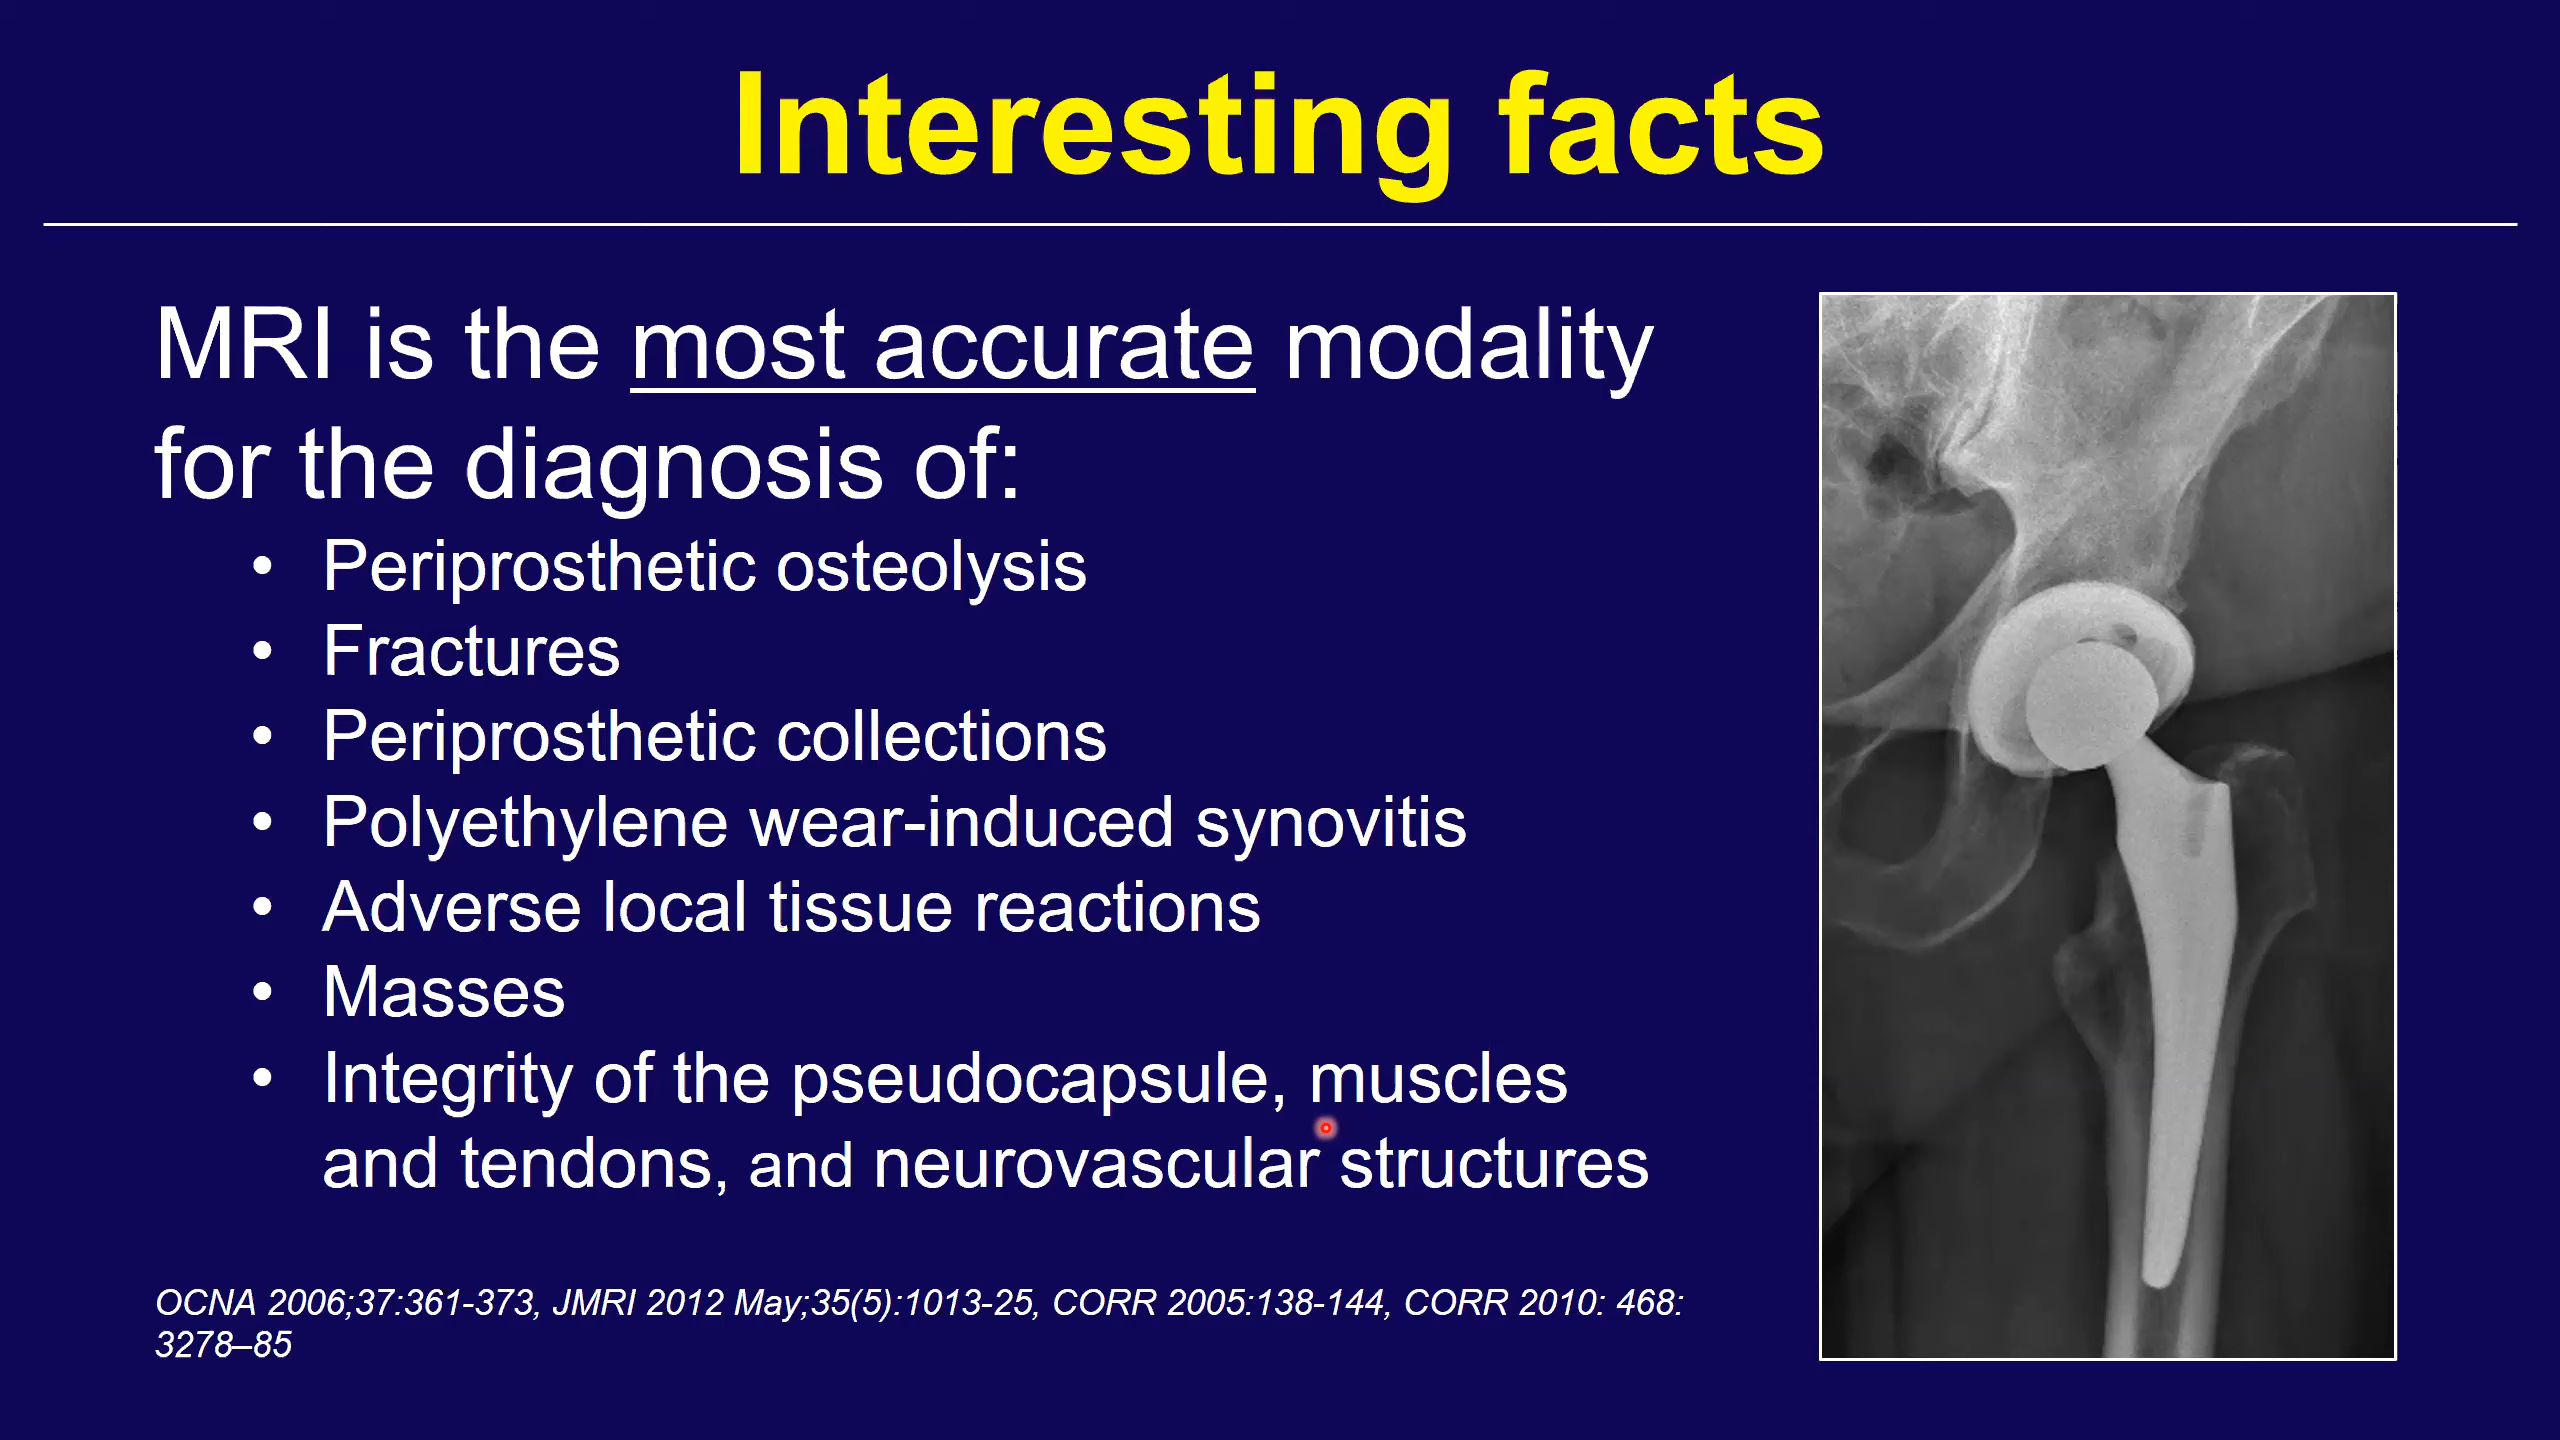 Interesting facts
MRI is the most accurate modality
for the diagnosis of:
• Periprosthetic osteolysis
• Fractures
• Periprosthetic collections
• Polyethylene wear-induced synovitis
• Adverse local tissue reactions
• Masses
• Integrity of the pseudocapsule, muscles
and tendons, and neurovascular structures
OCNA 2006;37:361-373, JMRI 2012 May;35(5):1013-25, CORR 2005:138-144, CORR 2010: 468:
3278–85